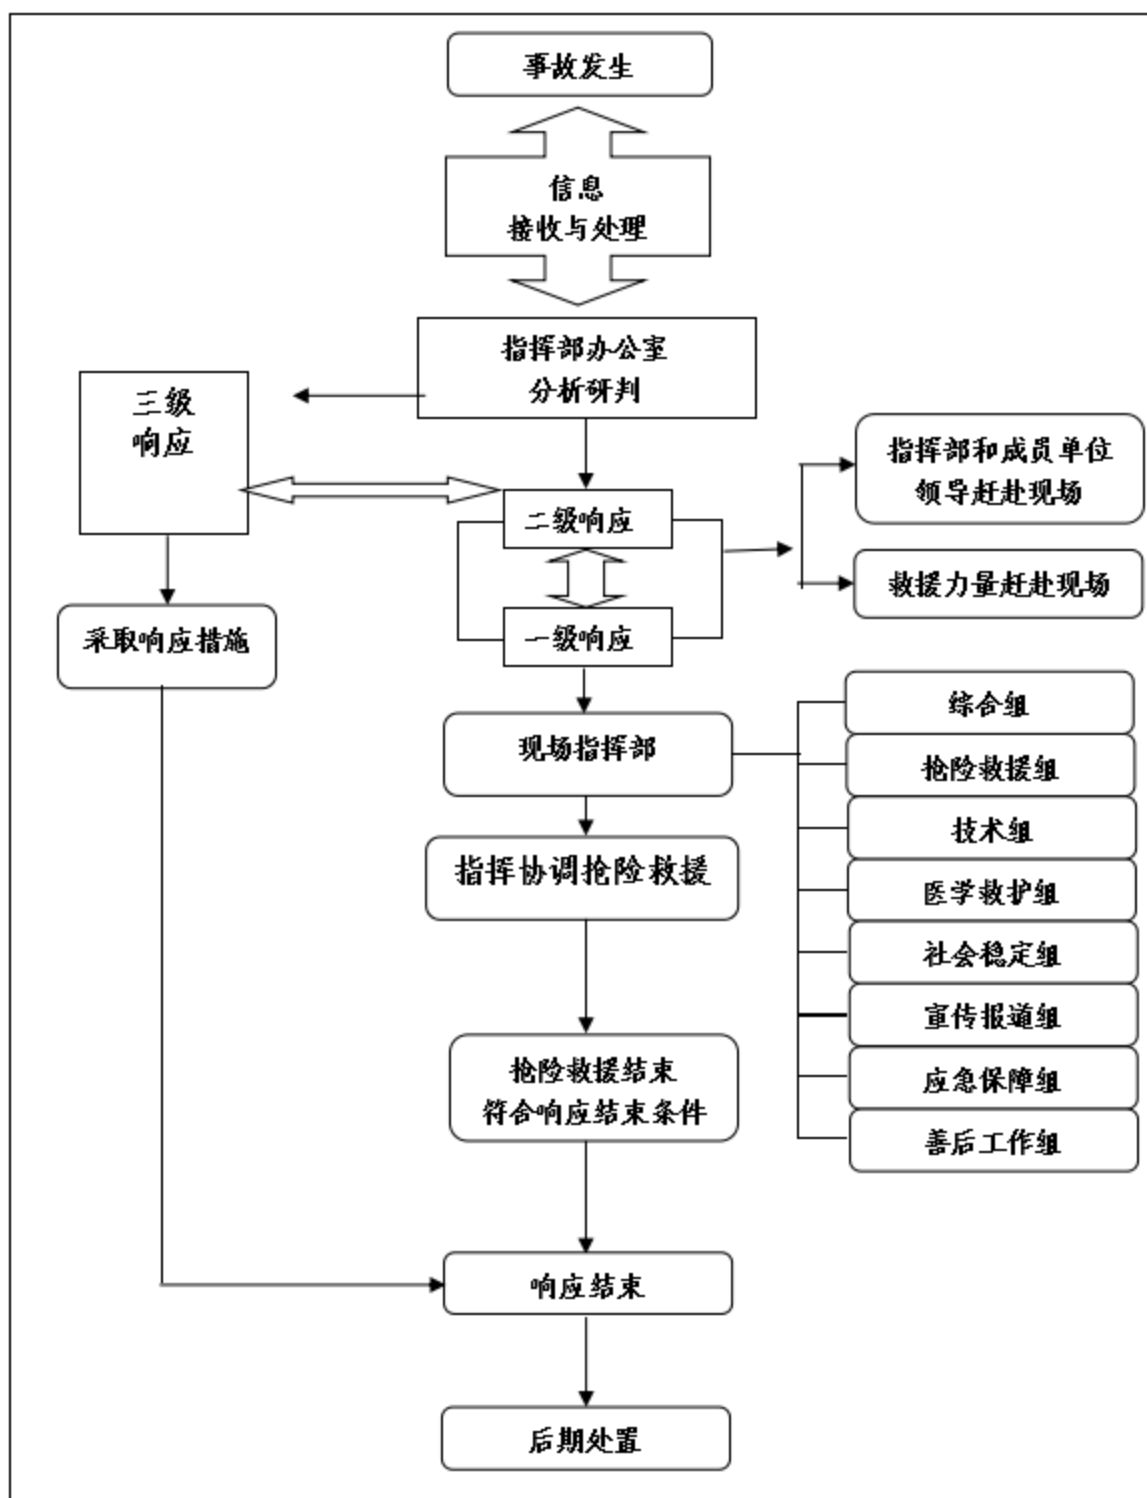 事故发生
信息
接收与处理
指挥部办公室
分析研判
三级
响应
指挥部和成员单位
领导赶赴现场
二级响应
救援力量赶赴现场
一级响应
采取响应措施
综合组
现场指挥部
抢险救援组
技术组
指挥协调抢险救援
医学救护组
社会稳定组
宣传报道组
抢险救援结束
符合响应结束条件
应急保障组
善后工作组
响应结束
后期处置